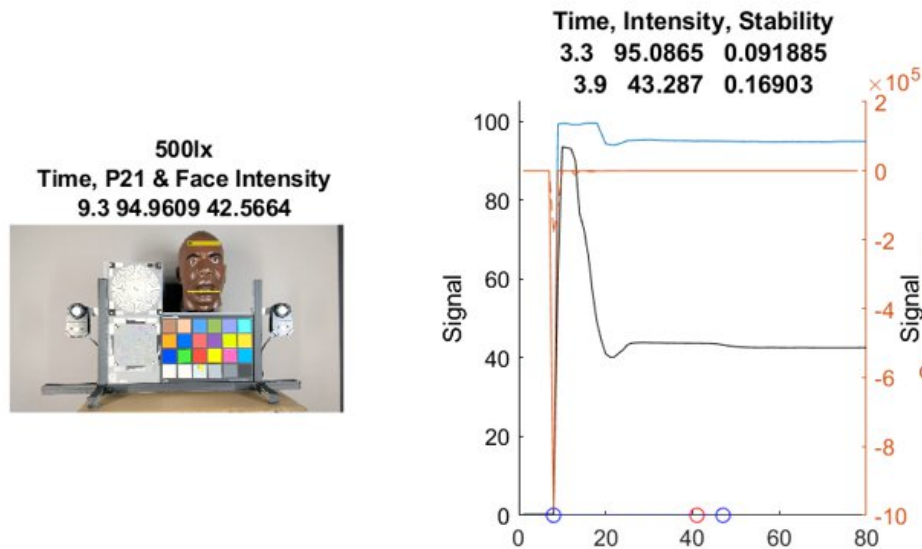 500lx
Time, P21 & Face Intensity
9.3 94.9609 42.5664
Time, Intensity, Stability
3.3 95.0865 0.091885
3.9 43.287 0.16903
×10⁵
100
80
60
40
20
0
Signal
0
20
40
60
80
2
0
-2
-4
-6
-8
-10
Signal